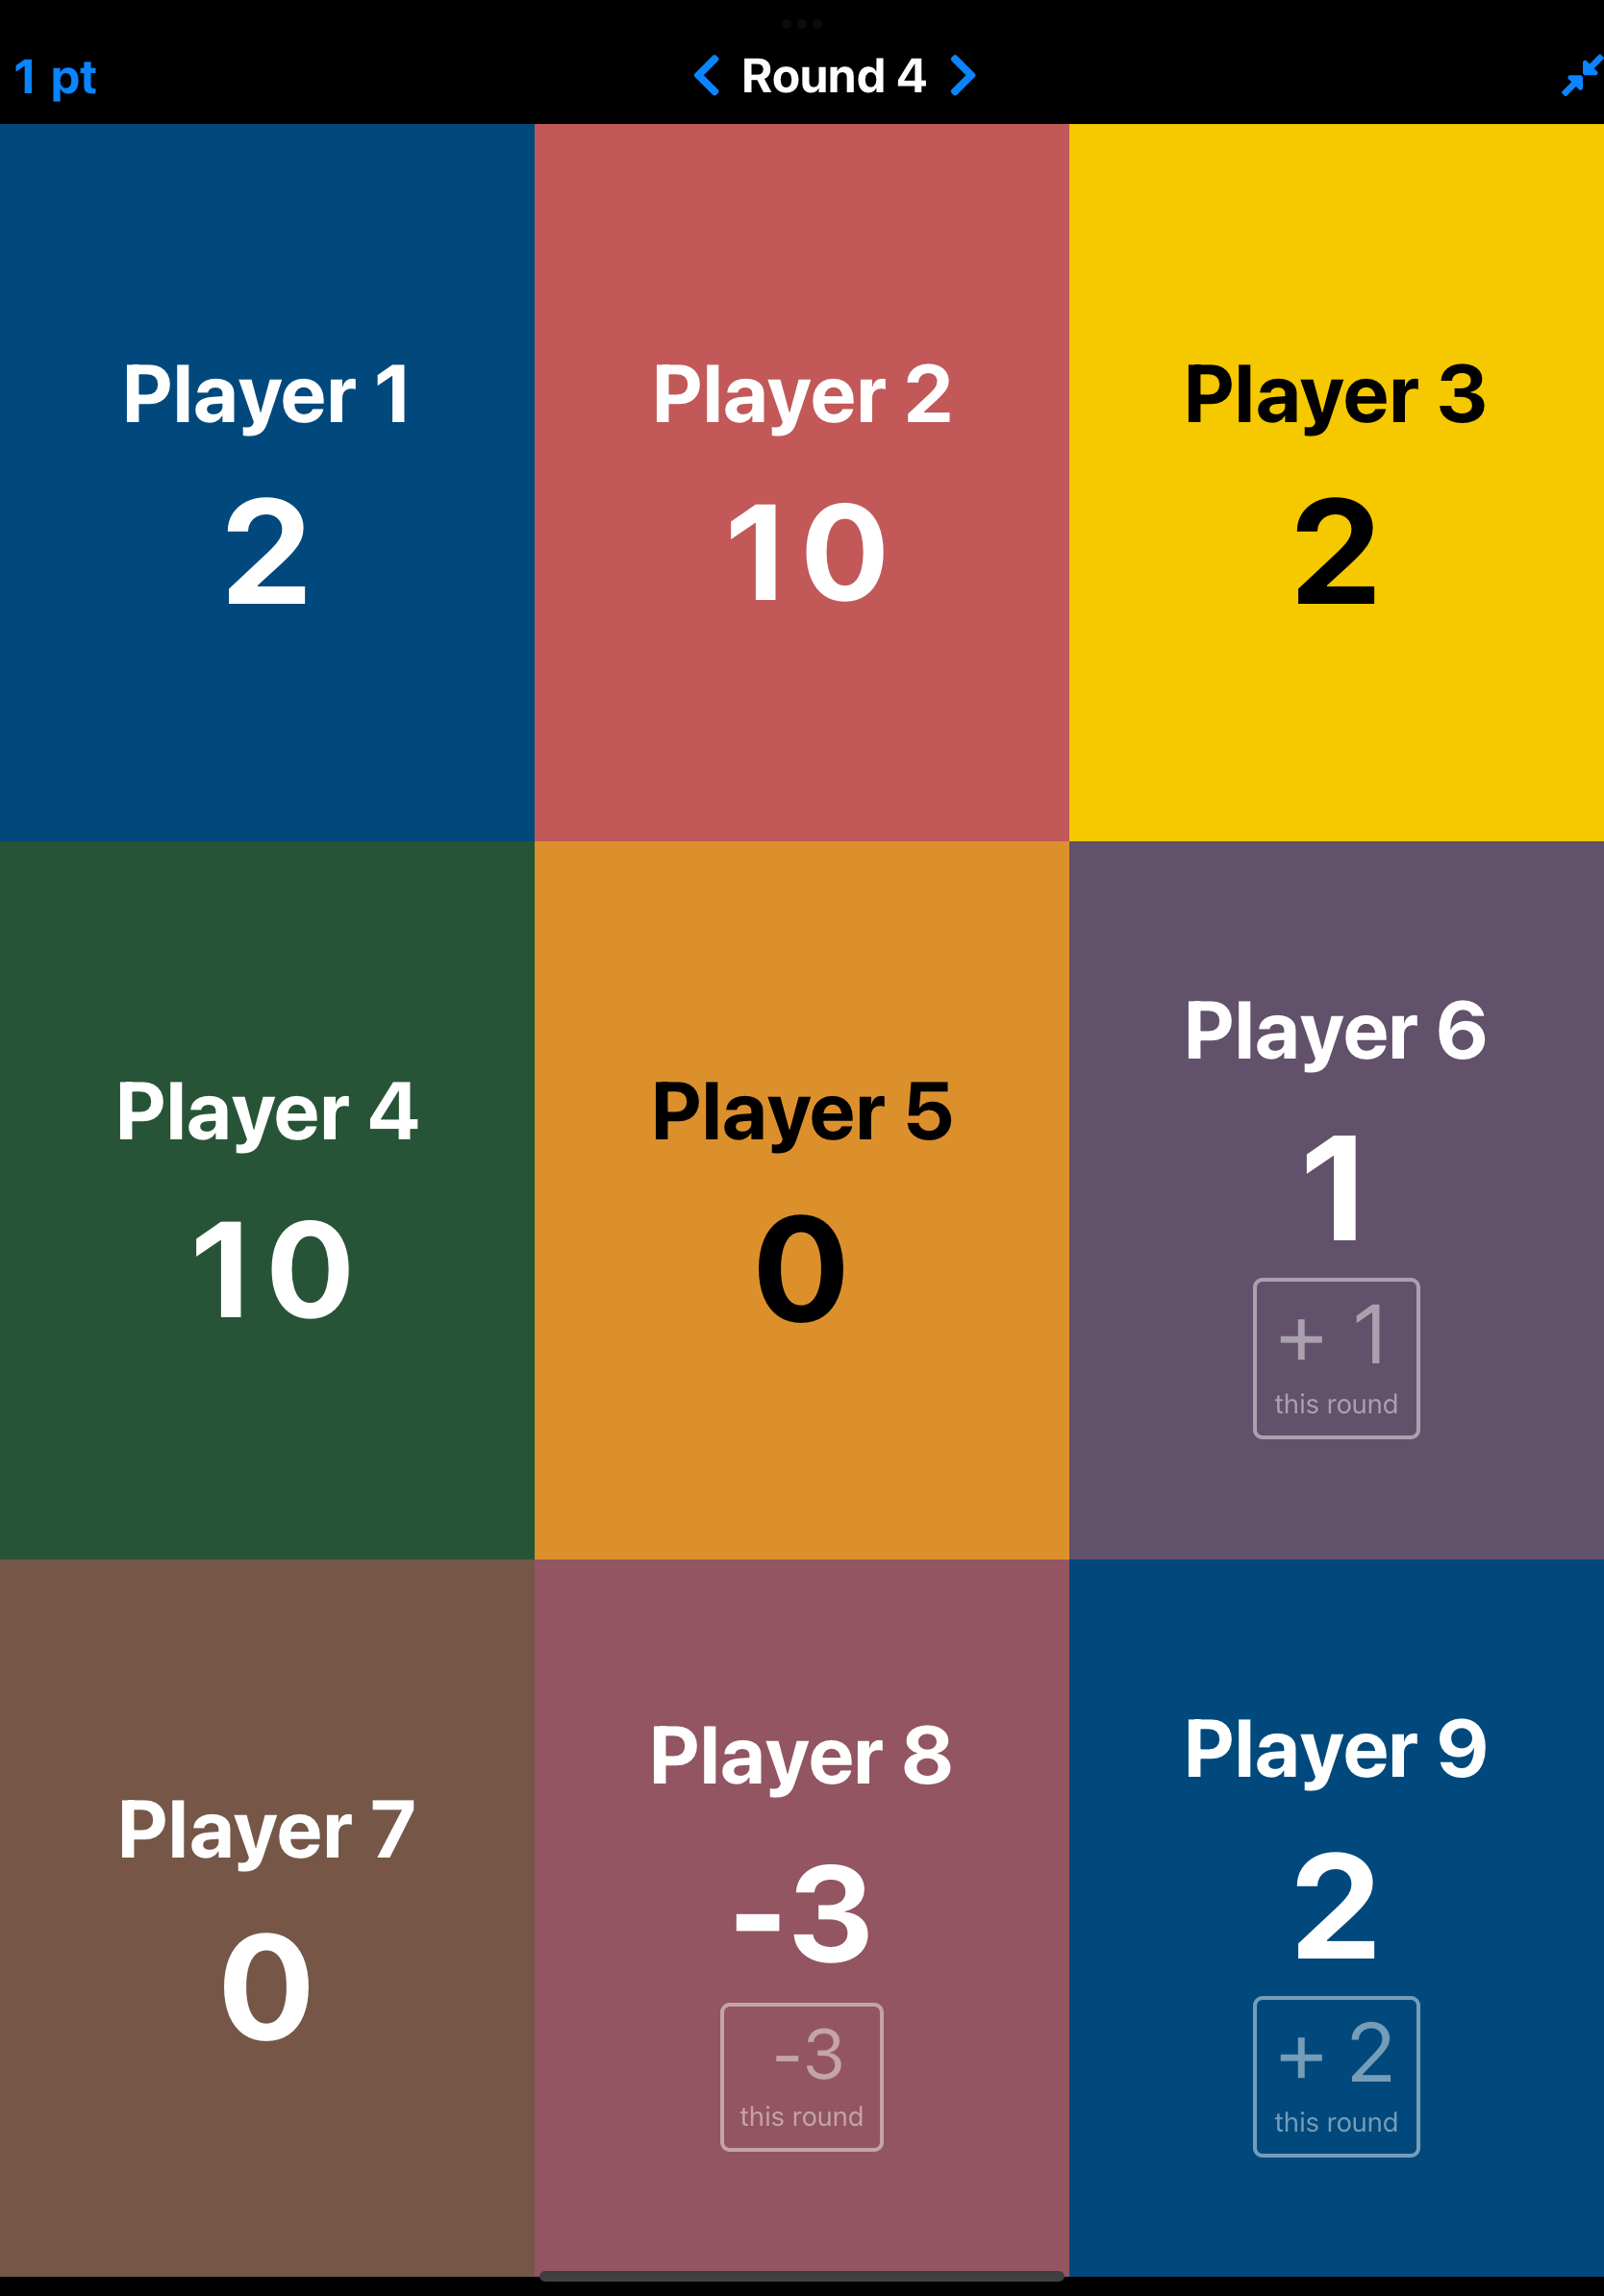 1 pt
Round 4
Player 1
2
Player 2
10
Player 3
2
Player 4
10
Player 5
0
Player 6
1
+ 1
this round
Player 7
0
Player 8
-3
-3
this round
Player 9
2
+ 2
this round